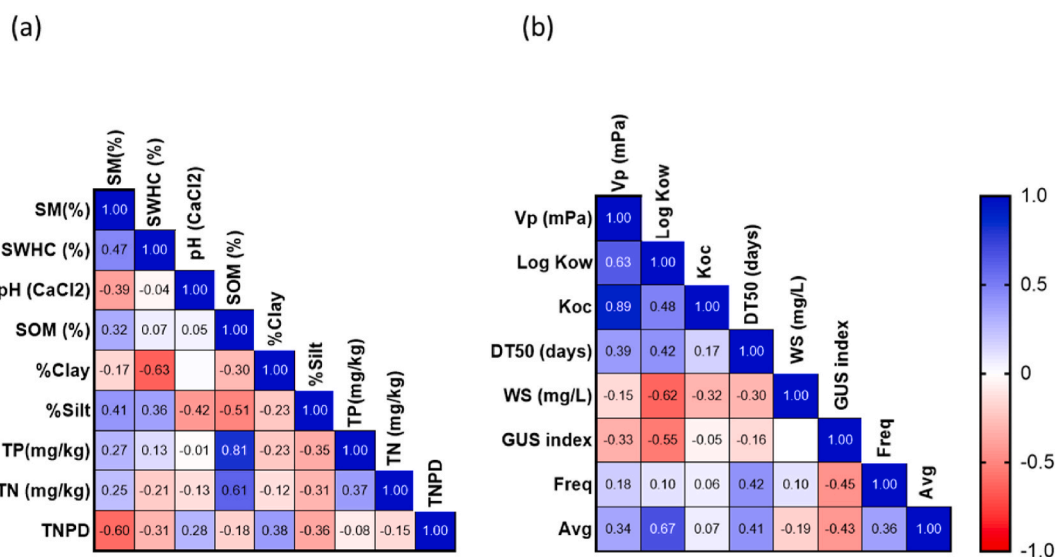 (a)
(b)
SM(%)
SWHC (%)
pH (CaCl2)
SOM (%)
%Clay
%Silt
TP(mg/kg)
TN (mg/kg)
TNPD
SM(%) 1.00
SWHC (%) 0.47 1.00
pH (CaCl2) -0.39 -0.04 1.00
SOM (%) 0.32 0.07 0.05 1.00
%Clay -0.17 -0.63 -0.30 1.00
%Silt 0.41 0.36 -0.42 -0.51 -0.23 1.00
TP(mg/kg) 0.27 0.13 -0.01 0.81 -0.23 -0.35 1.00
TN (mg/kg) 0.25 -0.21 -0.13 0.61 -0.12 -0.31 0.37 1.00
TNPD -0.60 -0.31 0.28 -0.18 0.38 -0.36 -0.08 -0.15 1.00
Vp (mPa)
Log Kow
Koc
DT50 (days)
WS (mg/L)
GUS index
Freq
Avg
Vp (mPa) 1.00
Log Kow 0.63 1.00
Koc 0.89 0.48 1.00
DT50 (days) 0.39 0.42 0.17 1.00
WS (mg/L) -0.15 -0.62 -0.32 -0.30 1.00
GUS index -0.33 -0.55 -0.05 -0.16 1.00
Freq 0.18 0.10 0.06 0.42 0.10 -0.45 1.00
Avg 0.34 0.67 0.07 0.41 -0.19 -0.43 0.36 1.00
1.0
0.5
0
-0.5
-1.0